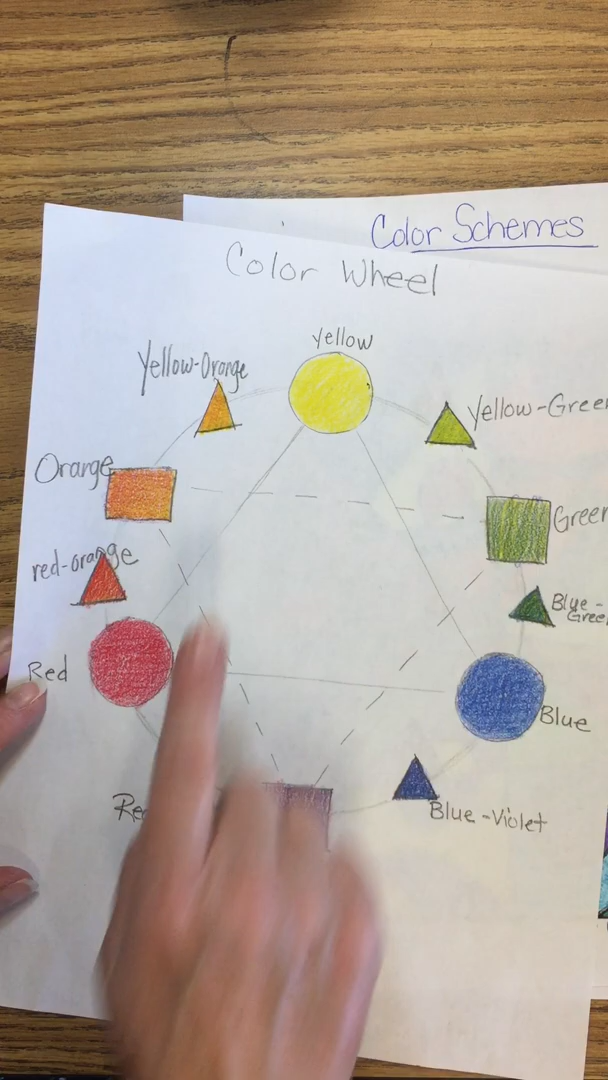 Color Schemes
Color Wheel
Yellow
Yellow-Orange
Yellow-Green
Orange
Green
red-orange
Blue-
Green
Red
Blue
Blue-Violet